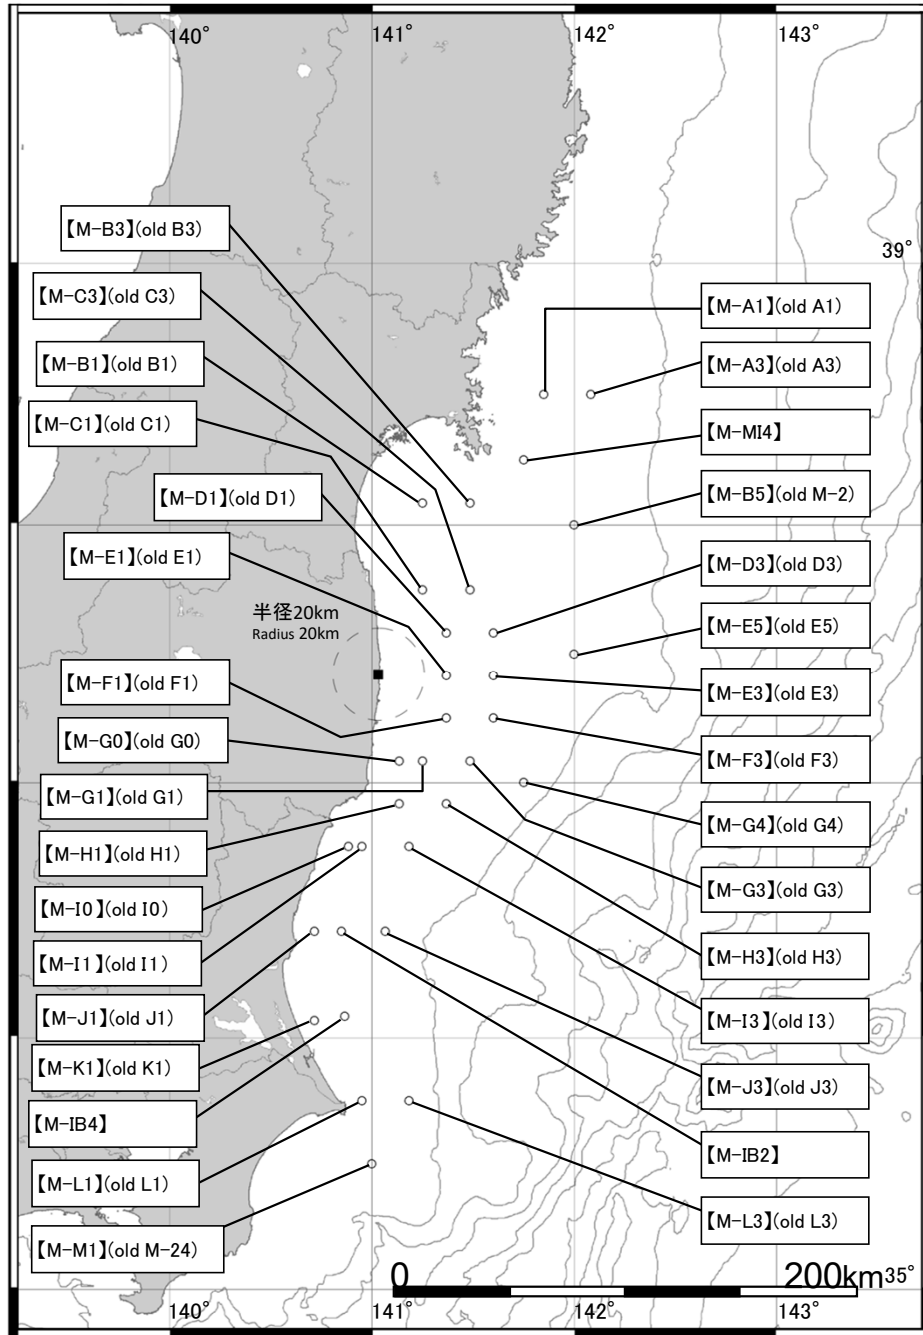 140°
141°
142°
143°
【M-B3】(old B3)
39°
【M-C3】(old C3)
【M-A1】(old A1)
【M-B1】(old B1)
【M-A3】(old A3)
【M-C1】(old C1)
【M-MI4】
【M-D1】(old D1)
【M-B5】(old M-2)
【M-E1】(old E1)
【M-D3】(old D3)
半径20km
Radius 20km
【M-E5】(old E5)
【M-F1】(old F1)
【M-E3】(old E3)
【M-G0】(old G0)
【M-F3】(old F3)
【M-G1】(old G1)
【M-G4】(old G4)
【M-H1】(old H1)
【M-G3】(old G3)
【M-I0】(old I0)
【M-I1】(old I1)
【M-H3】(old H3)
【M-J1】(old J1)
【M-I3】(old I3)
【M-K1】(old K1)
【M-J3】(old J3)
【M-IB4】
【M-IB2】
【M-L1】(old L1)
【M-L3】(old L3)
【M-M1】(old M-24)
0
200km
35°
140°
141°
142°
143°